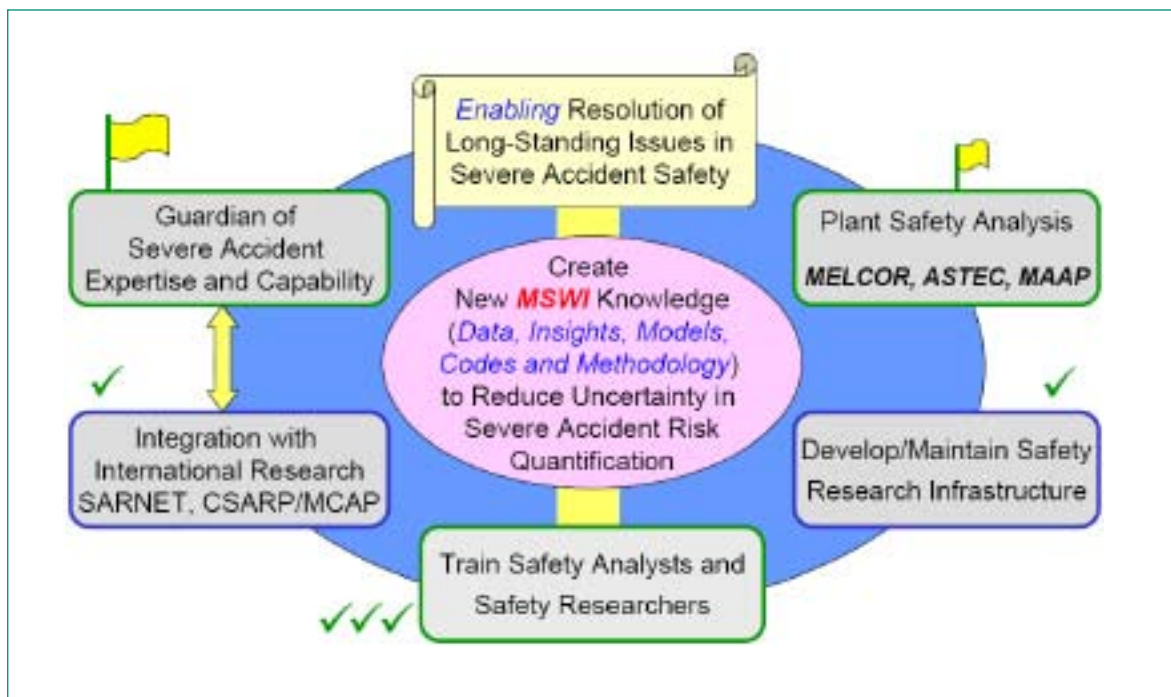 Enabling Resolution of
Long-Standing Issues in
Severe Accident Safety
Guardian of
Severe Accident
Expertise and Capability
Plant Safety Analysis
MELCOR, ASTEC, MAAP
Create
New MSWI Knowledge
(Data, Insights, Models,
Codes and Methodology)
to Reduce Uncertainty in
Severe Accident Risk
Quantification
Integration with
International Research
SARNET, CSARP/MCAP
Develop/Maintain Safety
Research Infrastructure
Train Safety Analysts and
Safety Researchers